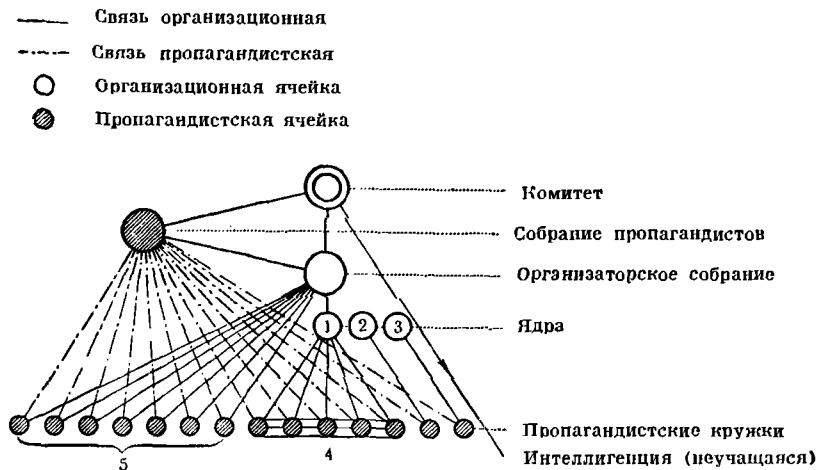 Связь организационная
Связь пропагандистская
Организационная ячейка
Пропагандистская ячейка
Комитет
Собрание пропагандистов
Организаторское собрание
1 2 3 Ядра
Пропагандистские кружки
5 4 Интеллигенция (неучащаяся)